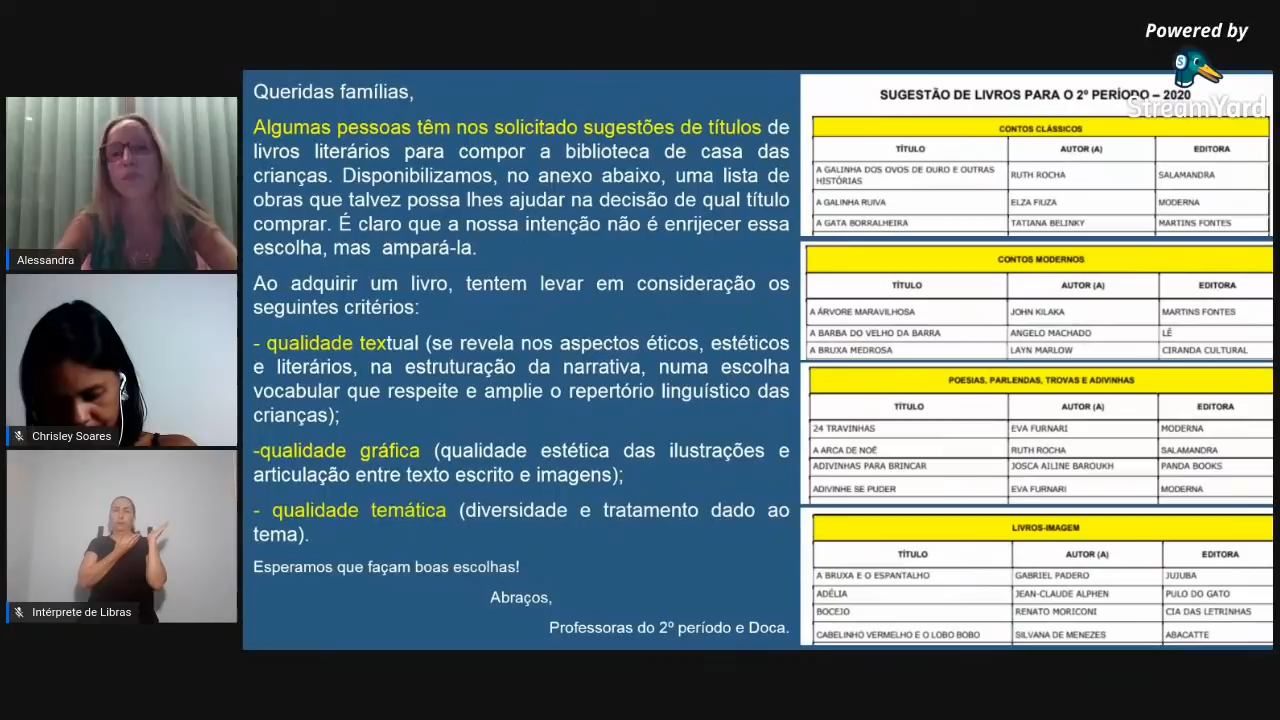 Powered by
StreamYard
Alessandra
Chrisley Soares
Intérprete de Libras
Queridas famílias,
Algumas pessoas têm nos solicitado sugestões de títulos de
livros literários para compor a biblioteca de casa das
crianças. Disponibilizamos, no anexo abaixo, uma lista de
obras que talvez possa lhes ajudar na decisão de qual título
comprar. É claro que a nossa intenção não é enrijecer essa
escolha, mas ampará-la.
Ao adquirir um livro, tentem levar em consideração os
seguintes critérios:
- qualidade textual (se revela nos aspectos éticos, estéticos
e literários, na estruturação da narrativa, numa escolha
vocabular que respeite e amplie o repertório linguístico das
crianças);
-qualidade gráfica (qualidade estética das ilustrações e
articulação entre texto escrito e imagens);
- qualidade temática (diversidade e tratamento dado ao
tema).
Esperamos que façam boas escolhas!
Abraços,
Professoras do 2º período e Doca.
SUGESTÃO DE LIVROS PARA O 2º PERÍODO – 2020
CONTOS CLÁSSICOS
TÍTULO AUTOR (A) EDITORA
A GALINHA DOS OVOS DE OURO E OUTRAS
HISTÓRIAS RUTH ROCHA SALAMANDRA
A GALINHA RUIVA ELZA FIUZA MODERNA
A GATA BORRALHEIRA TATIANA BELINKY MARTINS FONTES
CONTOS MODERNOS
TÍTULO AUTOR (A) EDITORA
A ÁRVORE MARAVILHOSA JOHN KILAKA MARTINS FONTES
A BARBA DO VELHO DA BARRA ANGELO MACHADO LÊ
A BRUXA MEDROSA LAYN MARLOW CIRANDA CULTURAL
POESIAS, PARLENDAS, TROVAS E ADIVINHAS
TÍTULO AUTOR (A) EDITORA
24 TRAVINHAS EVA FURNARI MODERNA
A ARCA DE NOÉ RUTH ROCHA SALAMANDRA
ADIVINHAS PARA BRINCAR JOSCA AILINE BAROUKH PANDA BOOKS
ADIVINHE SE PUDER EVA FURNARI MODERNA
LIVROS-IMAGEM
TÍTULO AUTOR (A) EDITORA
A BRUXA E O ESPANTALHO GABRIEL PADERO JUJUBA
ADÉLIA JEAN-CLAUDE ALPHEN PULO DO GATO
BOCEJO RENATO MORICONI CIA DAS LETRINHAS
CABELINHO VERMELHO E O LOBO BOBO SILVANA DE MENEZES ABACATTE